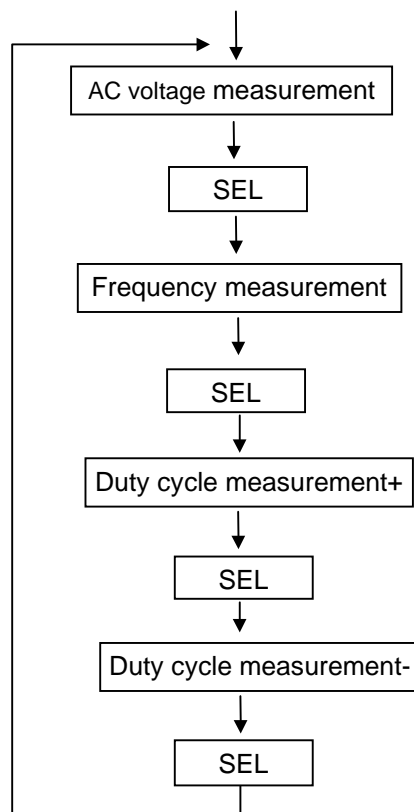 AC voltage measurement
SEL
Frequency measurement
SEL
Duty cycle measurement+
SEL
Duty cycle measurement-
SEL